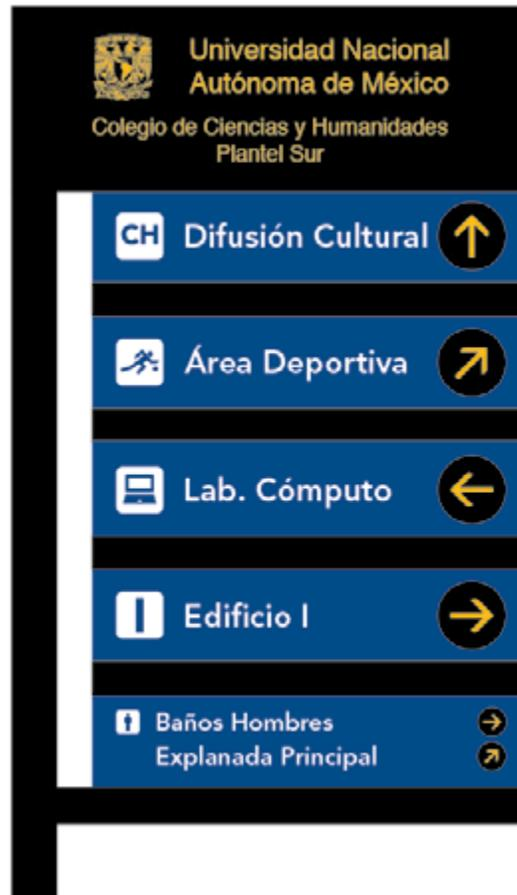 Universidad Nacional
Autónoma de México
Colegio de Ciencias y Humanidades
Plantel Sur
CH Difusión Cultural
Área Deportiva
Lab. Cómputo
I Edificio I
Baños Hombres
Explanada Principal